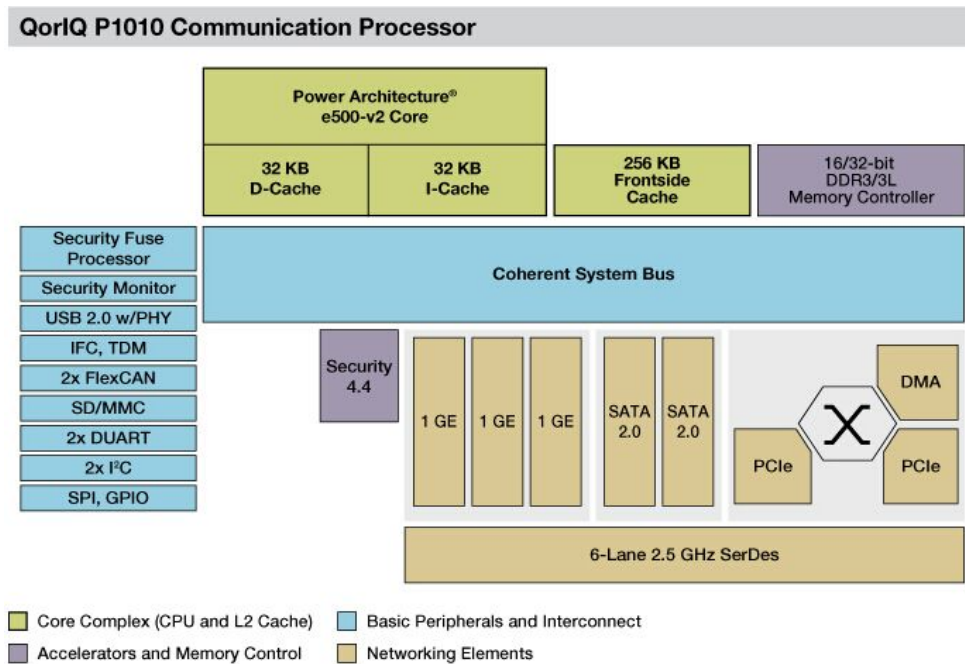 QorIQ P1010 Communication Processor
Power Architecture®
e500-v2 Core
32 KB
D-Cache
32 KB
I-Cache
256 KB
Frontside
Cache
16/32-bit
DDR3/3L
Memory Controller
Security Fuse
Processor
Security Monitor
USB 2.0 w/PHY
IFC, TDM
2x FlexCAN
SD/MMC
2x DUART
2x I²C
SPI, GPIO
Coherent System Bus
Security
4.4
1 GE
1 GE
1 GE
SATA
2.0
SATA
2.0
DMA
PCIe
PCIe
6-Lane 2.5 GHz SerDes
Core Complex (CPU and L2 Cache)
Basic Peripherals and Interconnect
Accelerators and Memory Control
Networking Elements